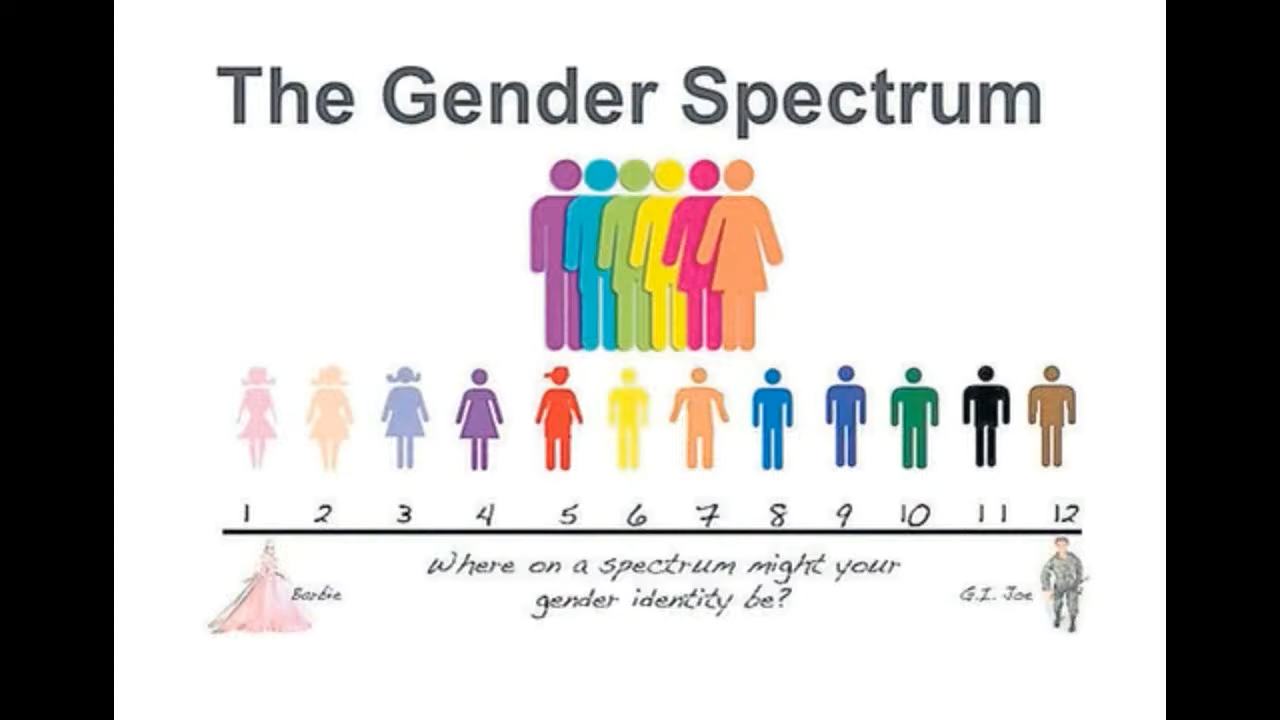 The Gender Spectrum
1 2 3 4 5 6 7 8 9 10 11 12
Barbie
Where on a spectrum might your
gender identity be?
G.I. Joe